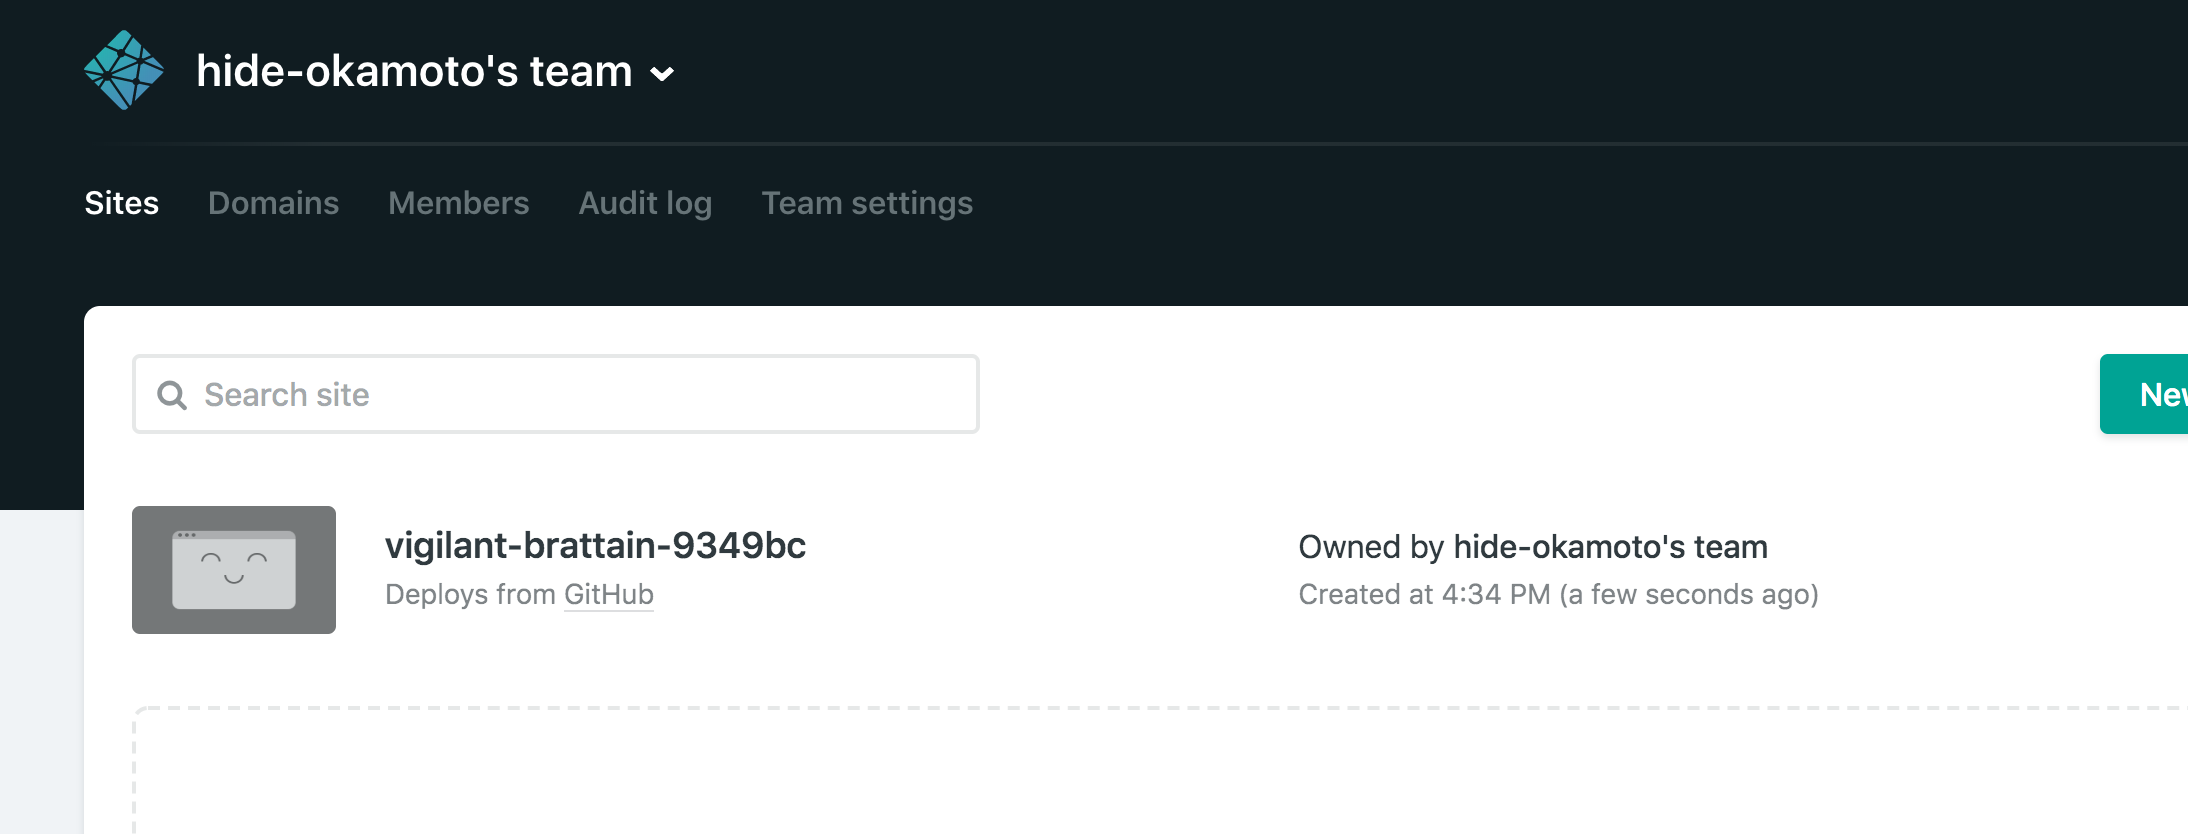 hide-okamoto's team
Sites Domains Members Audit log Team settings
Search site
vigilant-brattain-9349bc
Deploys from GitHub
Owned by hide-okamoto's team
Created at 4:34 PM (a few seconds ago)